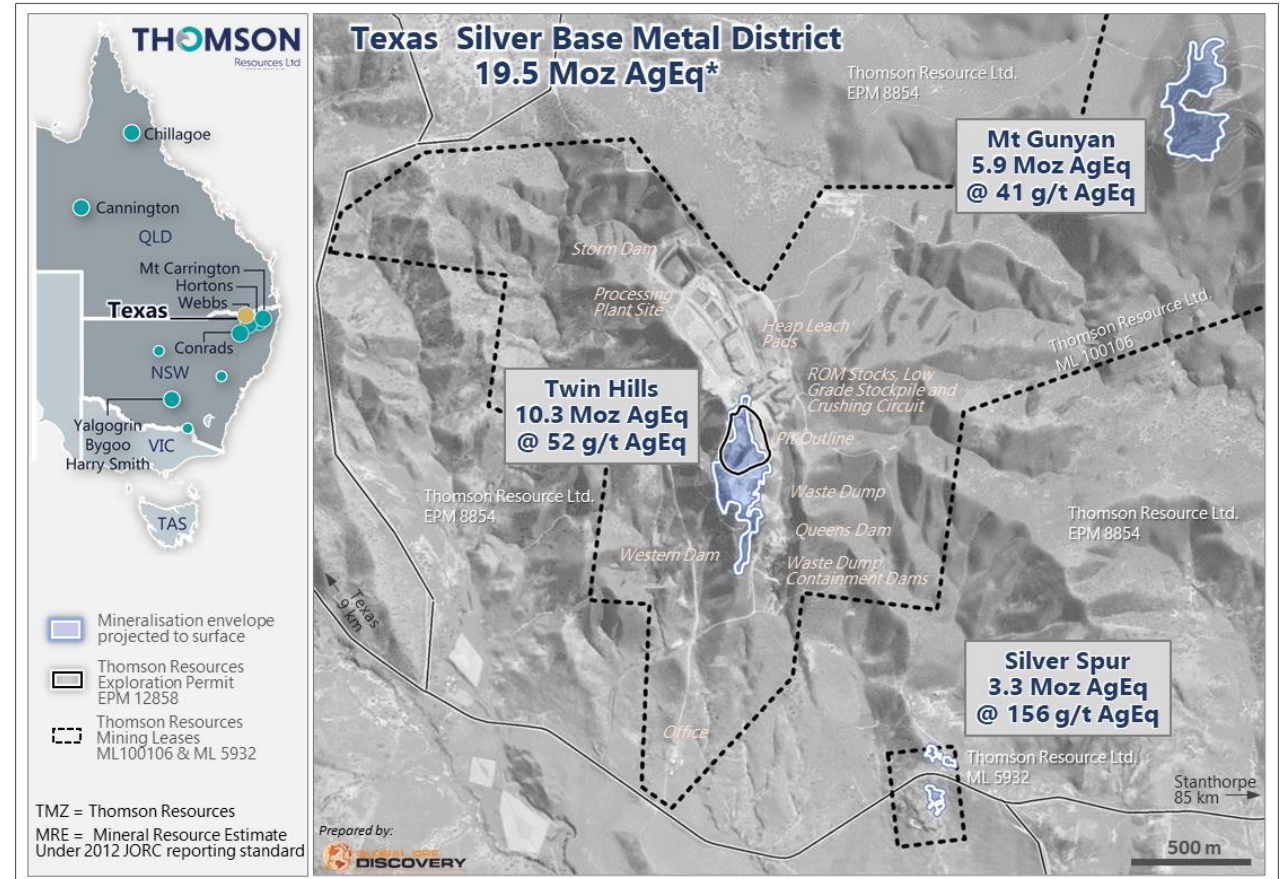 THOMSON
Resources Ltd
Chillagoe
Cannington
QLD
Mt Carrington
Hortons
Webbs
Texas
Conrads
NSW
Yalgogrin
Bygoo
Harry Smith
VIC
TAS
Mineralisation envelope
projected to surface
Thomson Resources
Exploration Permit
EPM 12858
Thomson Resources
Mining Leases
ML100106 & ML 5932
TMZ = Thomson Resources
MRE = Mineral Resource Estimate
Under 2012 JORC reporting standard
Texas Silver Base Metal District
19.5 Moz AgEq*
Thomson Resource Ltd.
EPM 8854
Mt Gunyan
5.9 Moz AgEq
@ 41 g/t AgEq
Storm Dam
Processing
Plant Site
Heap Leach
Pads
Thomson Resource Ltd.
ML 100106
ROM Stocks, Low
Grade Stockpile and
Crushing Circuit
Twin Hills
10.3 Moz AgEq
@ 52 g/t AgEq
Pit Outline
Thomson Resource Ltd.
EPM 8854
Waste Dump
Thomson Resource Ltd.
EPM 8854
Queens Dam
Western Dam
Waste Dump
Containment Dams
Texas
9 km
Silver Spur
3.3 Moz AgEq
@ 156 g/t AgEq
Office
Thomson Resource Ltd.
ML 5932
Stanthorpe
85 km
Prepared by:
GLOBAL ORE
DISCOVERY
500 m